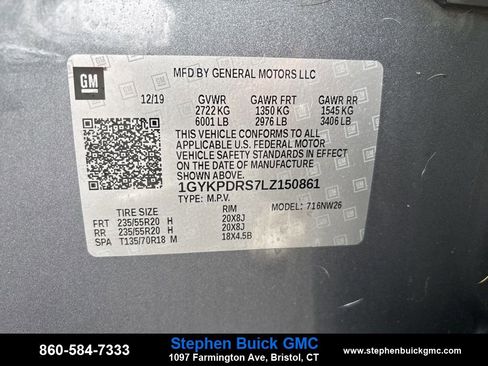 GM
MFD BY GENERAL MOTORS LLC
12/19 GVWR GAWR FRT GAWR RR
2722 KG 1350 KG 1545 KG
6001 LB 2976 LB 3406 LB
THIS VEHICLE CONFORMS TO ALL
APPLICABLE U.S. FEDERAL MOTOR
VEHICLE SAFETY STANDARDS IN EFFECT
ON THE DATE OF MANUFACTURE
SHOWN ABOVE.
1GYKPDRS7LZ150861
TYPE: M.P.V. MODEL: 716NW26
TIRE SIZE RIM
FRT 235/55R20 H 20X8J
RR 235/55R20 H 20X8J
SPA T135/70R18 M 18X4.5B
860-584-7333
Stephen Buick GMC
1097 Farmington Ave, Bristol, CT
www.stephenbuickgmc.com